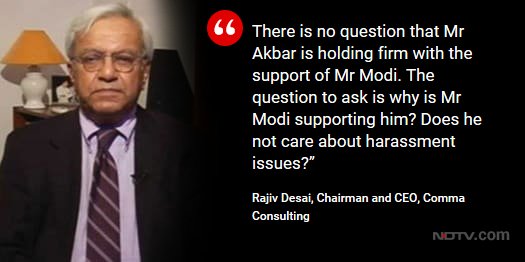 There is no question that Mr
Akbar is holding firm with the
support of Mr Modi. The
question to ask is why is Mr
Modi supporting him? Does he
not care about harassment
issues?”
Rajiv Desai, Chairman and CEO, Comma
Consulting
NDTV.com